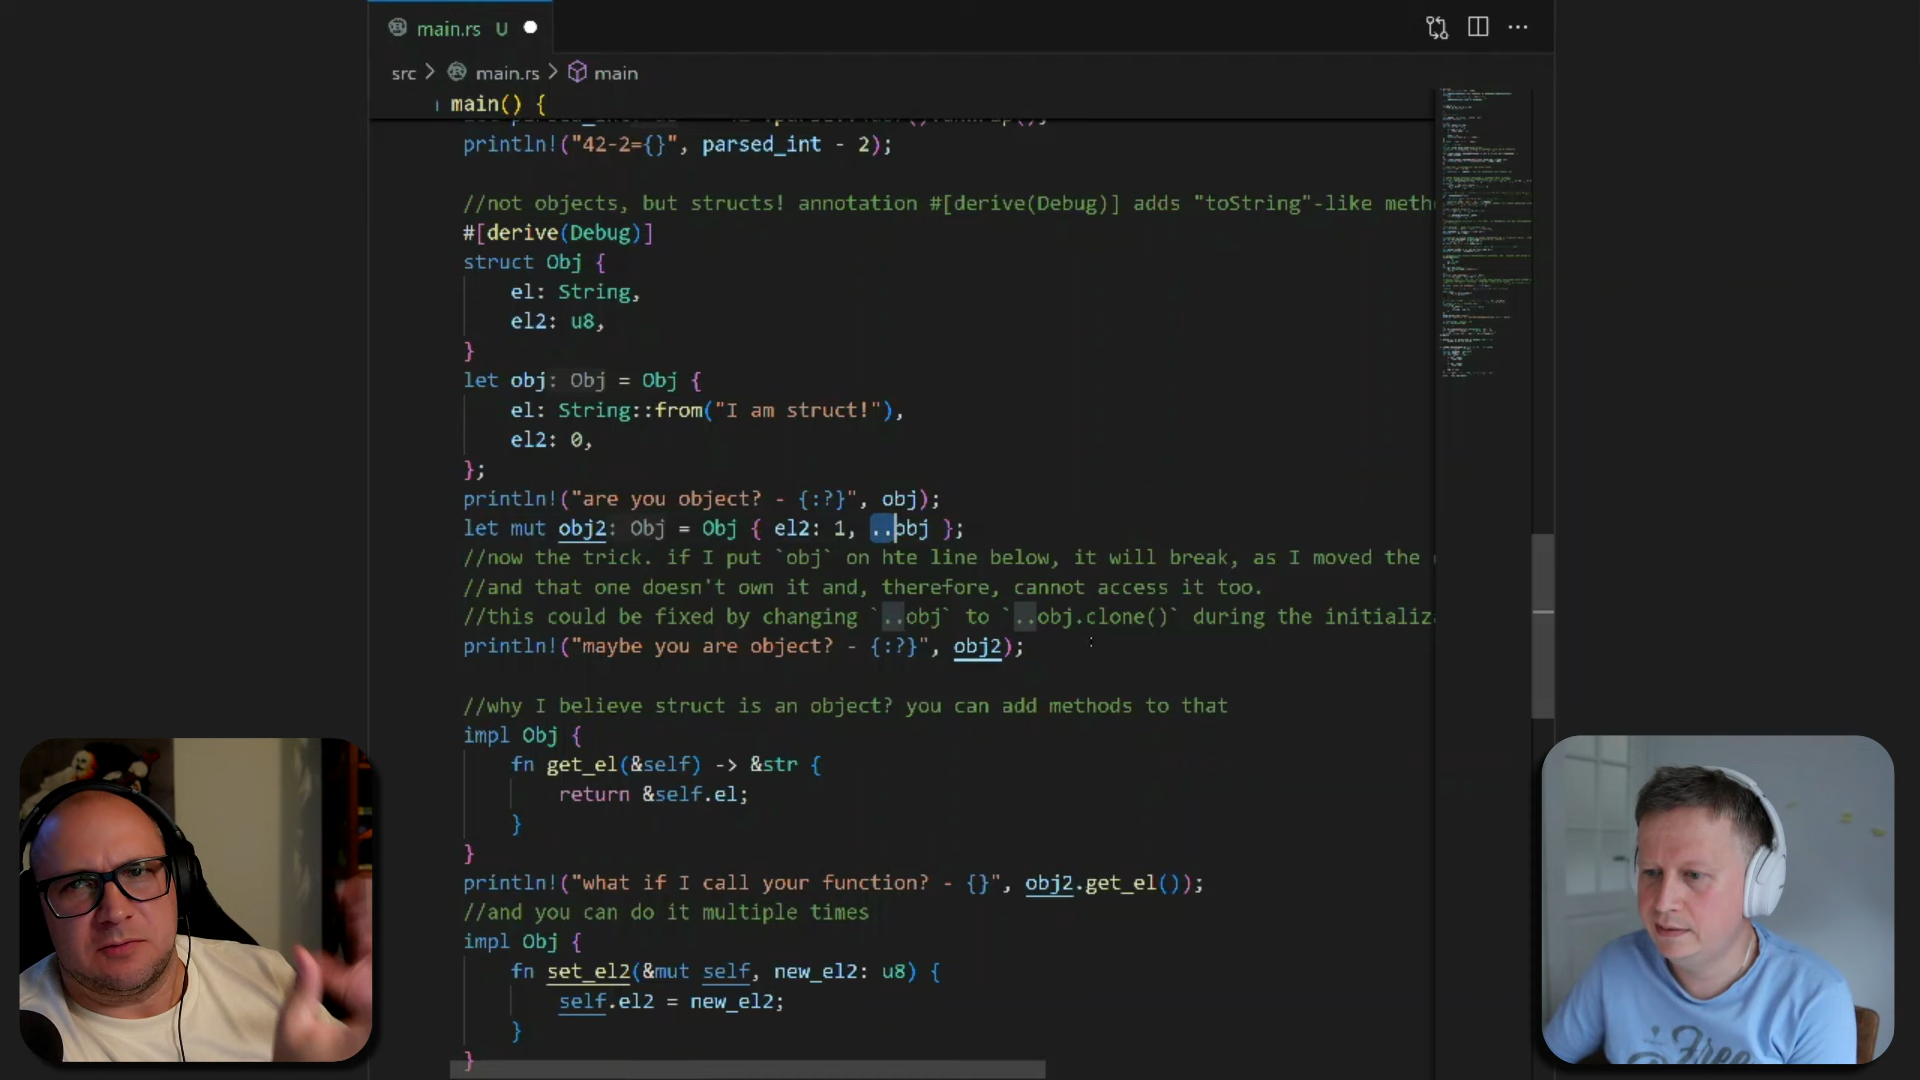 main.rs U
src > main.rs > main
main() {
println!("42-2={}", parsed_int - 2);
//not objects, but structs! annotation #[derive(Debug)] adds "toString"-like meth
#[derive(Debug)]
struct Obj {
el: String,
el2: u8,
}
let obj: Obj = Obj {
el: String::from("I am struct!"),
el2: 0,
};
println!("are you object? - {:?}", obj);
let mut obj2: Obj = Obj { el2: 1, ..obj };
//now the trick. if I put `obj` on hte line below, it will break, as I moved the
//and that one doesn't own it and, therefore, cannot access it too.
//this could be fixed by changing `..obj` to `..obj.clone()` during the initializ
println!("maybe you are object? - {:?}", obj2);
//why I believe struct is an object? you can add methods to that
impl Obj {
fn get_el(&self) -> &str {
return &self.el;
}
}
println!("what if I call your function? - {}", obj2.get_el());
//and you can do it multiple times
impl Obj {
fn set_el2(&mut self, new_el2: u8) {
self.el2 = new_el2;
}
}
Free